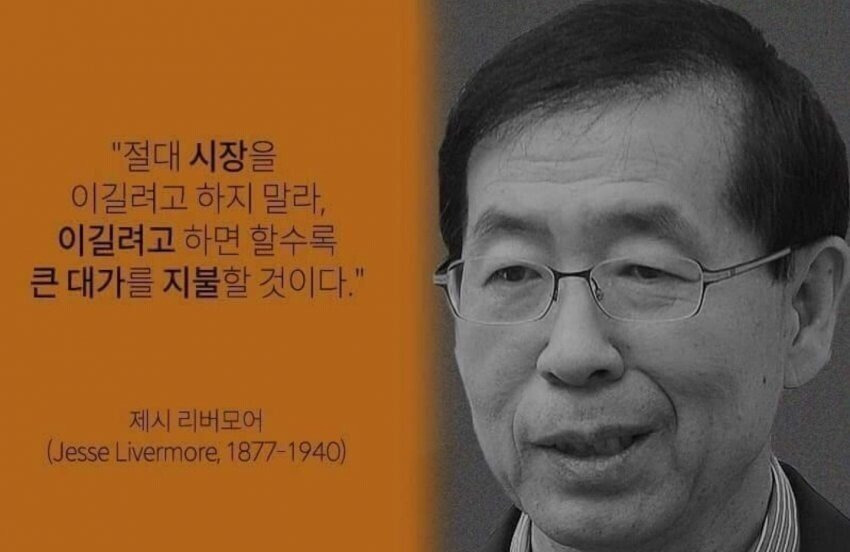 "절대 시장을
이길려고 하지 말라,
이길려고 하면 할수록
큰 대가를 지불할 것이다."
제시 리버모어
(Jesse Livermore, 1877-1940)